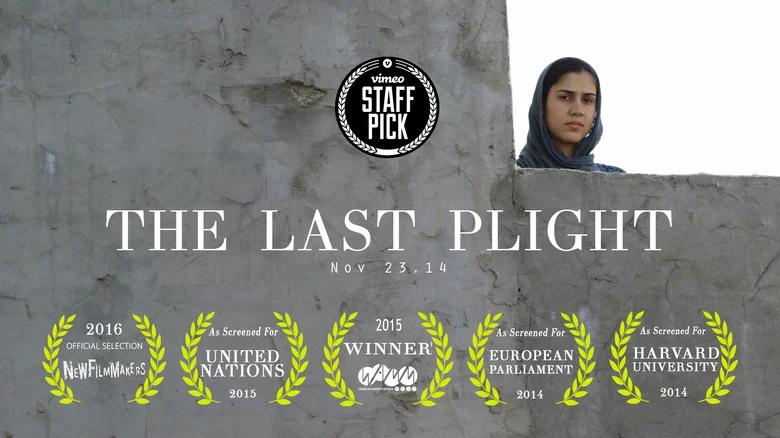 vimeo
STAFF
PICK
THE LAST PLIGHT
Nov 23.14
2016
OFFICIAL SELECTION
NEWFILMMAKERS
As Screened For
UNITED
NATIONS
2015
2015
WINNER
As Screened For
EUROPEAN
PARLIAMENT
2014
As Screened For
HARVARD
UNIVERSITY
2014